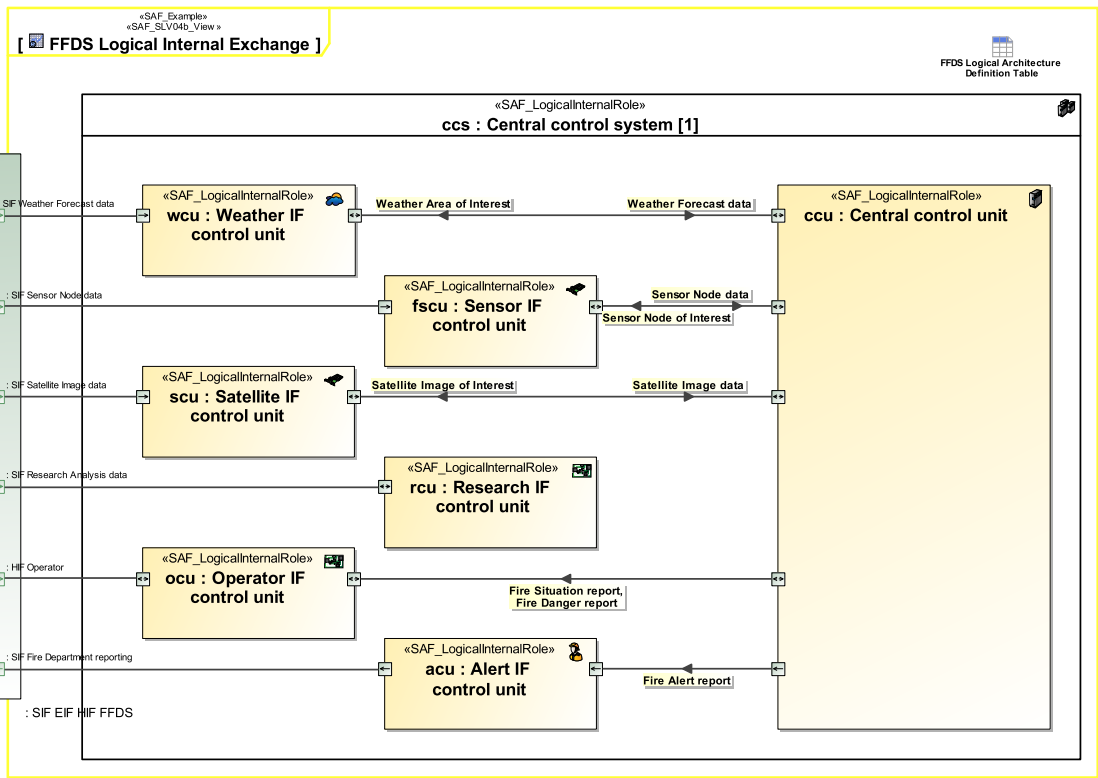 «SAF_Example»
«SAF_SLV04b_View »
[ FFDS Logical Internal Exchange ]
FFDS Logical Architecture
Definition Table
«SAF_LogicalInternalRole»
ccs : Central control system [1]
SIF Weather Forecast data
«SAF_LogicalInternalRole»
wcu : Weather IF
control unit
Weather Area of Interest
Weather Forecast data
«SAF_LogicalInternalRole»
ccu : Central control unit
: SIF Sensor Node data
«SAF_LogicalInternalRole»
fscu : Sensor IF
control unit
Sensor Node data
Sensor Node of Interest
: SIF Satellite Image data
«SAF_LogicalInternalRole»
scu : Satellite IF
control unit
Satellite Image of Interest
Satellite Image data
: SIF Research Analysis data
«SAF_LogicalInternalRole»
rcu : Research IF
control unit
: HIF Operator
«SAF_LogicalInternalRole»
ocu : Operator IF
control unit
Fire Situation report,
Fire Danger report
: SIF Fire Department reporting
«SAF_LogicalInternalRole»
acu : Alert IF
control unit
Fire Alert report
: SIF EIF HIF FFDS